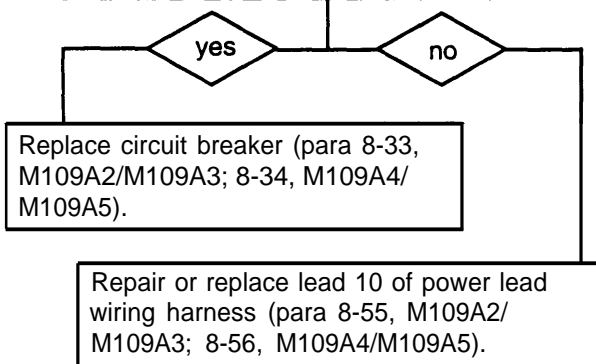 yes
no
Replace circuit breaker (para 8-33,
M109A2/M109A3; 8-34, M109A4/
M109A5).
Repair or replace lead 10 of power lead
wiring harness (para 8-55, M109A2/
M109A3; 8-56, M109A4/M109A5).